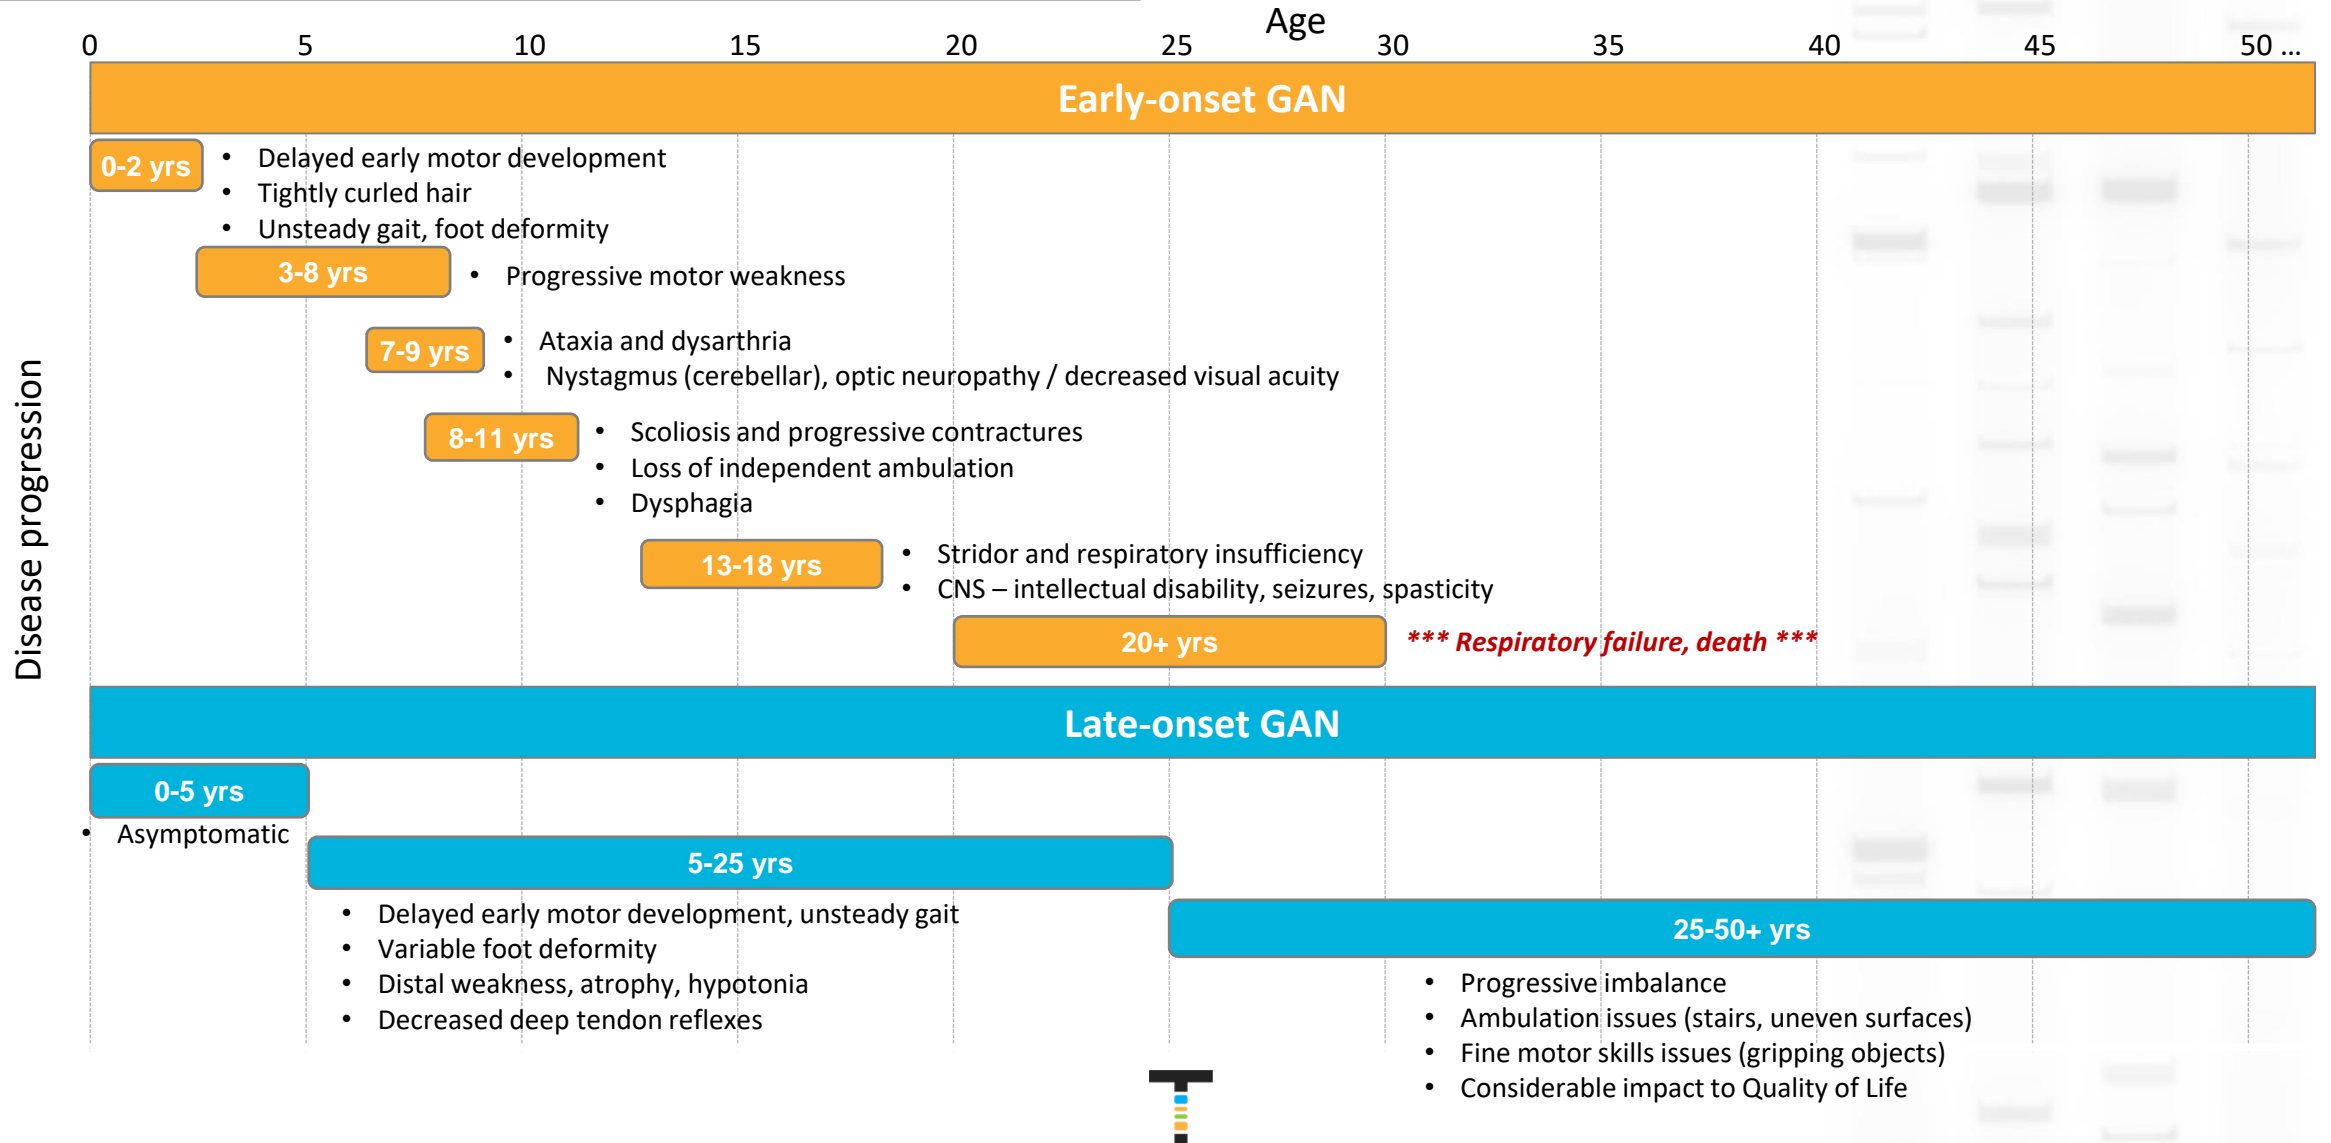 Age
0 5 10 15 20 25 30 35 40 45 50 ...
Disease progression
Early-onset GAN
0-2 yrs
• Delayed early motor development
• Tightly curled hair
• Unsteady gait, foot deformity
3-8 yrs
• Progressive motor weakness
7-9 yrs
• Ataxia and dysarthria
• Nystagmus (cerebellar), optic neuropathy / decreased visual acuity
8-11 yrs
• Scoliosis and progressive contractures
• Loss of independent ambulation
• Dysphagia
13-18 yrs
• Stridor and respiratory insufficiency
• CNS – intellectual disability, seizures, spasticity
20+ yrs
*** Respiratory failure, death ***
Late-onset GAN
0-5 yrs
• Asymptomatic
5-25 yrs
• Delayed early motor development, unsteady gait
• Variable foot deformity
• Distal weakness, atrophy, hypotonia
• Decreased deep tendon reflexes
25-50+ yrs
• Progressive imbalance
• Ambulation issues (stairs, uneven surfaces)
• Fine motor skills issues (gripping objects)
• Considerable impact to Quality of Life